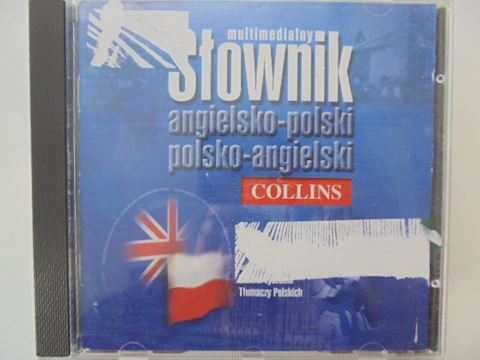 multimedialny
Słownik
angielsko-polski
polsko-angielski
COLLINS
Tłumaczy Polskich